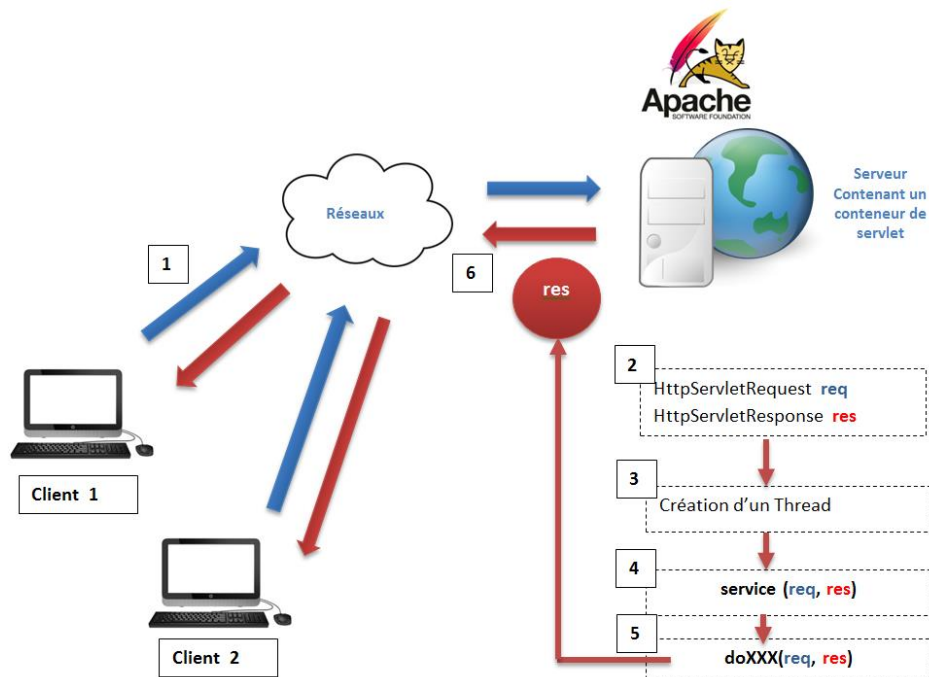 Apache
SOFTWARE FOUNDATION
Serveur
Contenant un
conteneur de
servlet
Réseaux
1
6
res
2
HttpServletRequest req
HttpServletResponse res
3
Création d'un Thread
4
service (req, res)
5
doXXX(req, res)
Client 1
Client 2